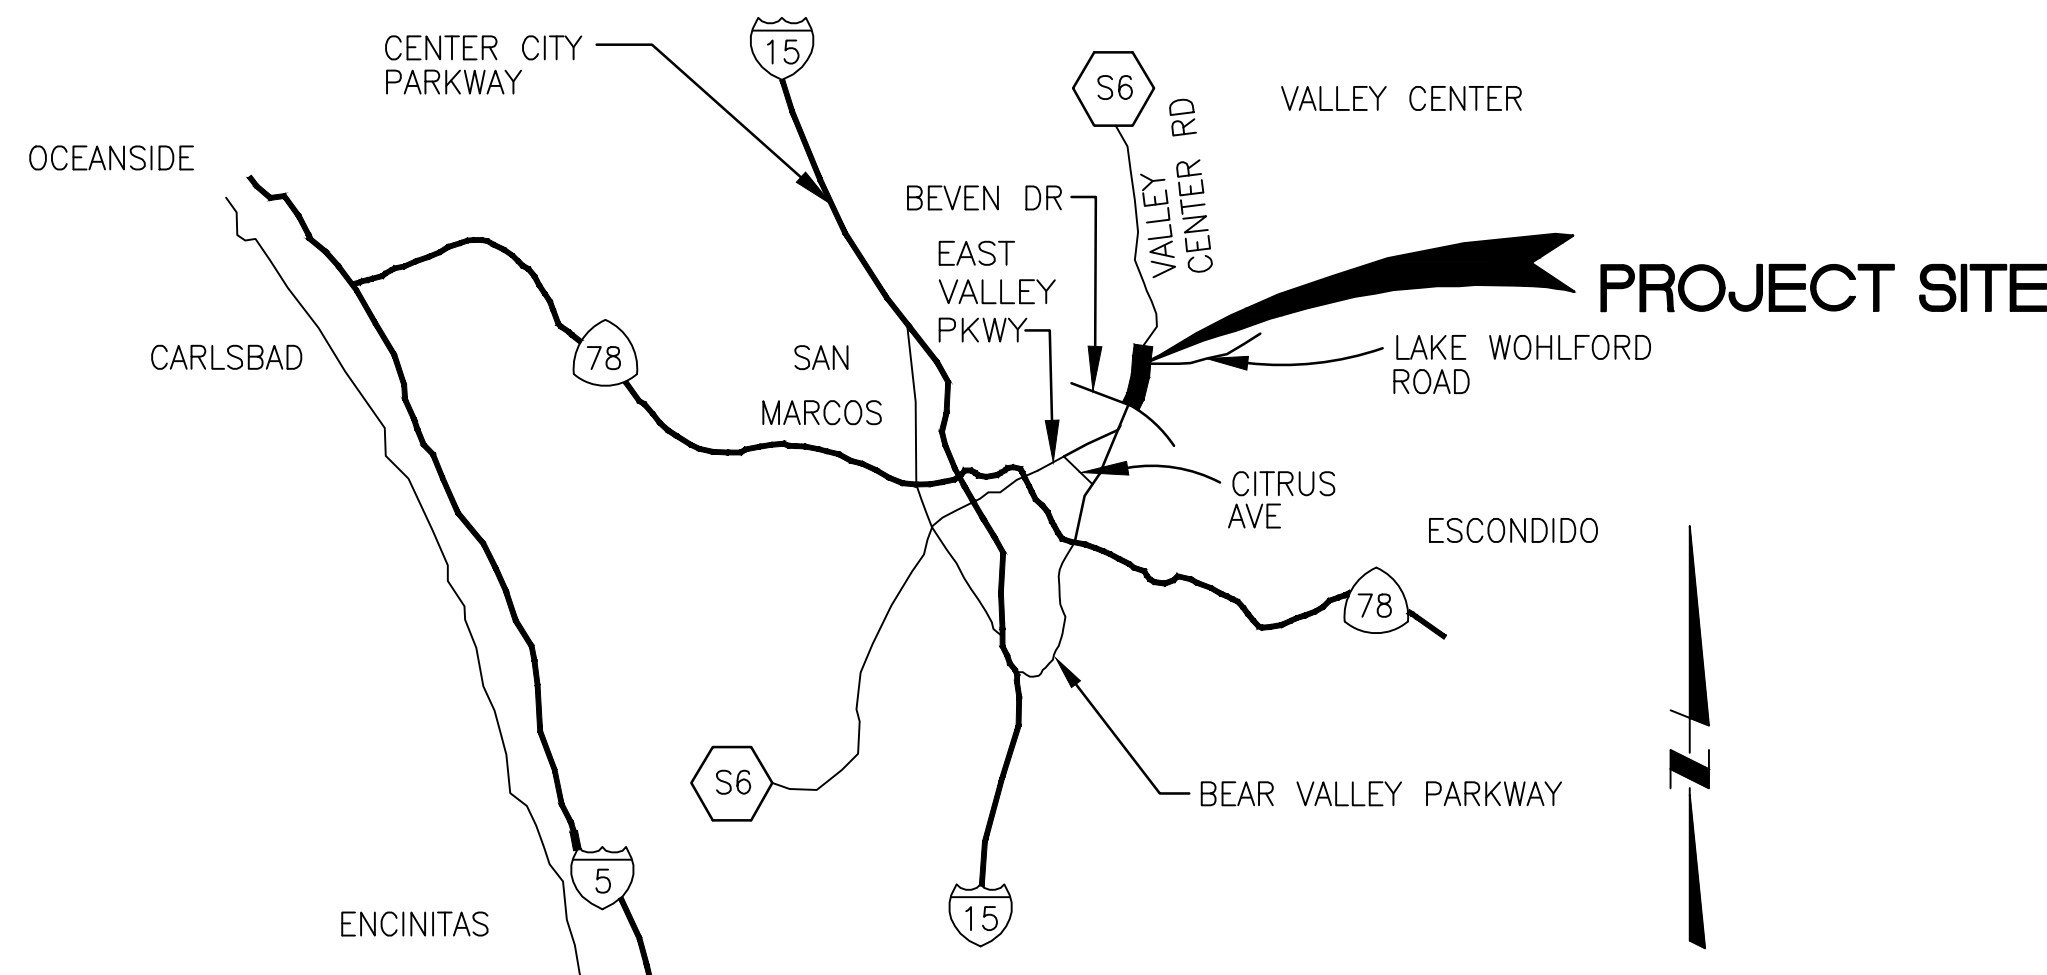 CENTER CITY
PARKWAY
15
S6
VALLEY CENTER
OCEANSIDE
VALLEY
CENTER RD
BEVEN DR
EAST
VALLEY
PKWY
PROJECT SITE
CARLSBAD
78
SAN
MARCOS
LAKE WOHLFORD
ROAD
CITRUS
AVE
ESCONDIDO
78
S6
BEAR VALLEY PARKWAY
Z
5
15
ENCINITAS